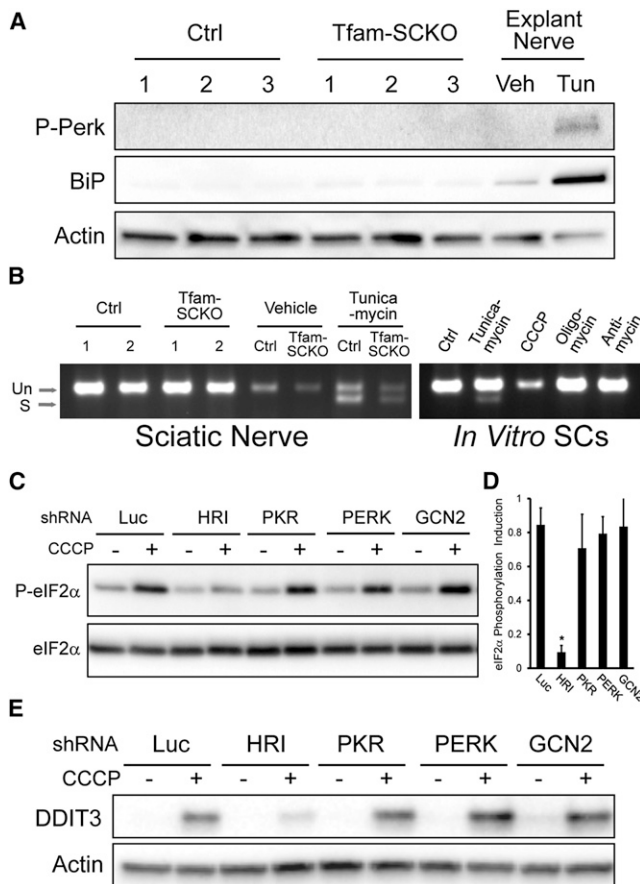 A
Ctrl
Tfam-SCKO
Explant
Nerve
1 2 3 1 2 3 Veh Tun
P-Perk
BiP
Actin
B
Ctrl
Tfam-
SCKO
Vehicle
Tunica
-mycin
1 2 1 2 Ctrl Tfam-
SCKO Ctrl Tfam-
SCKO
Ctrl
Tunica-
mycin
CCCP
Oligo-
mycin
Anti-
mycin
Un
S
Sciatic Nerve
In Vitro SCs
C
shRNA Luc HRI PKR PERK GCN2
CCCP - + - + - + - + - +
P-eIF2α
eIF2α
D
eIF2α Phosphorylation Induction
1
0.8
0.6
0.4
0.2
0
*
Luc
HRI
PKR
PERK
GCN2
E
shRNA Luc HRI PKR PERK GCN2
CCCP - + - + - + - + - +
DDIT3
Actin